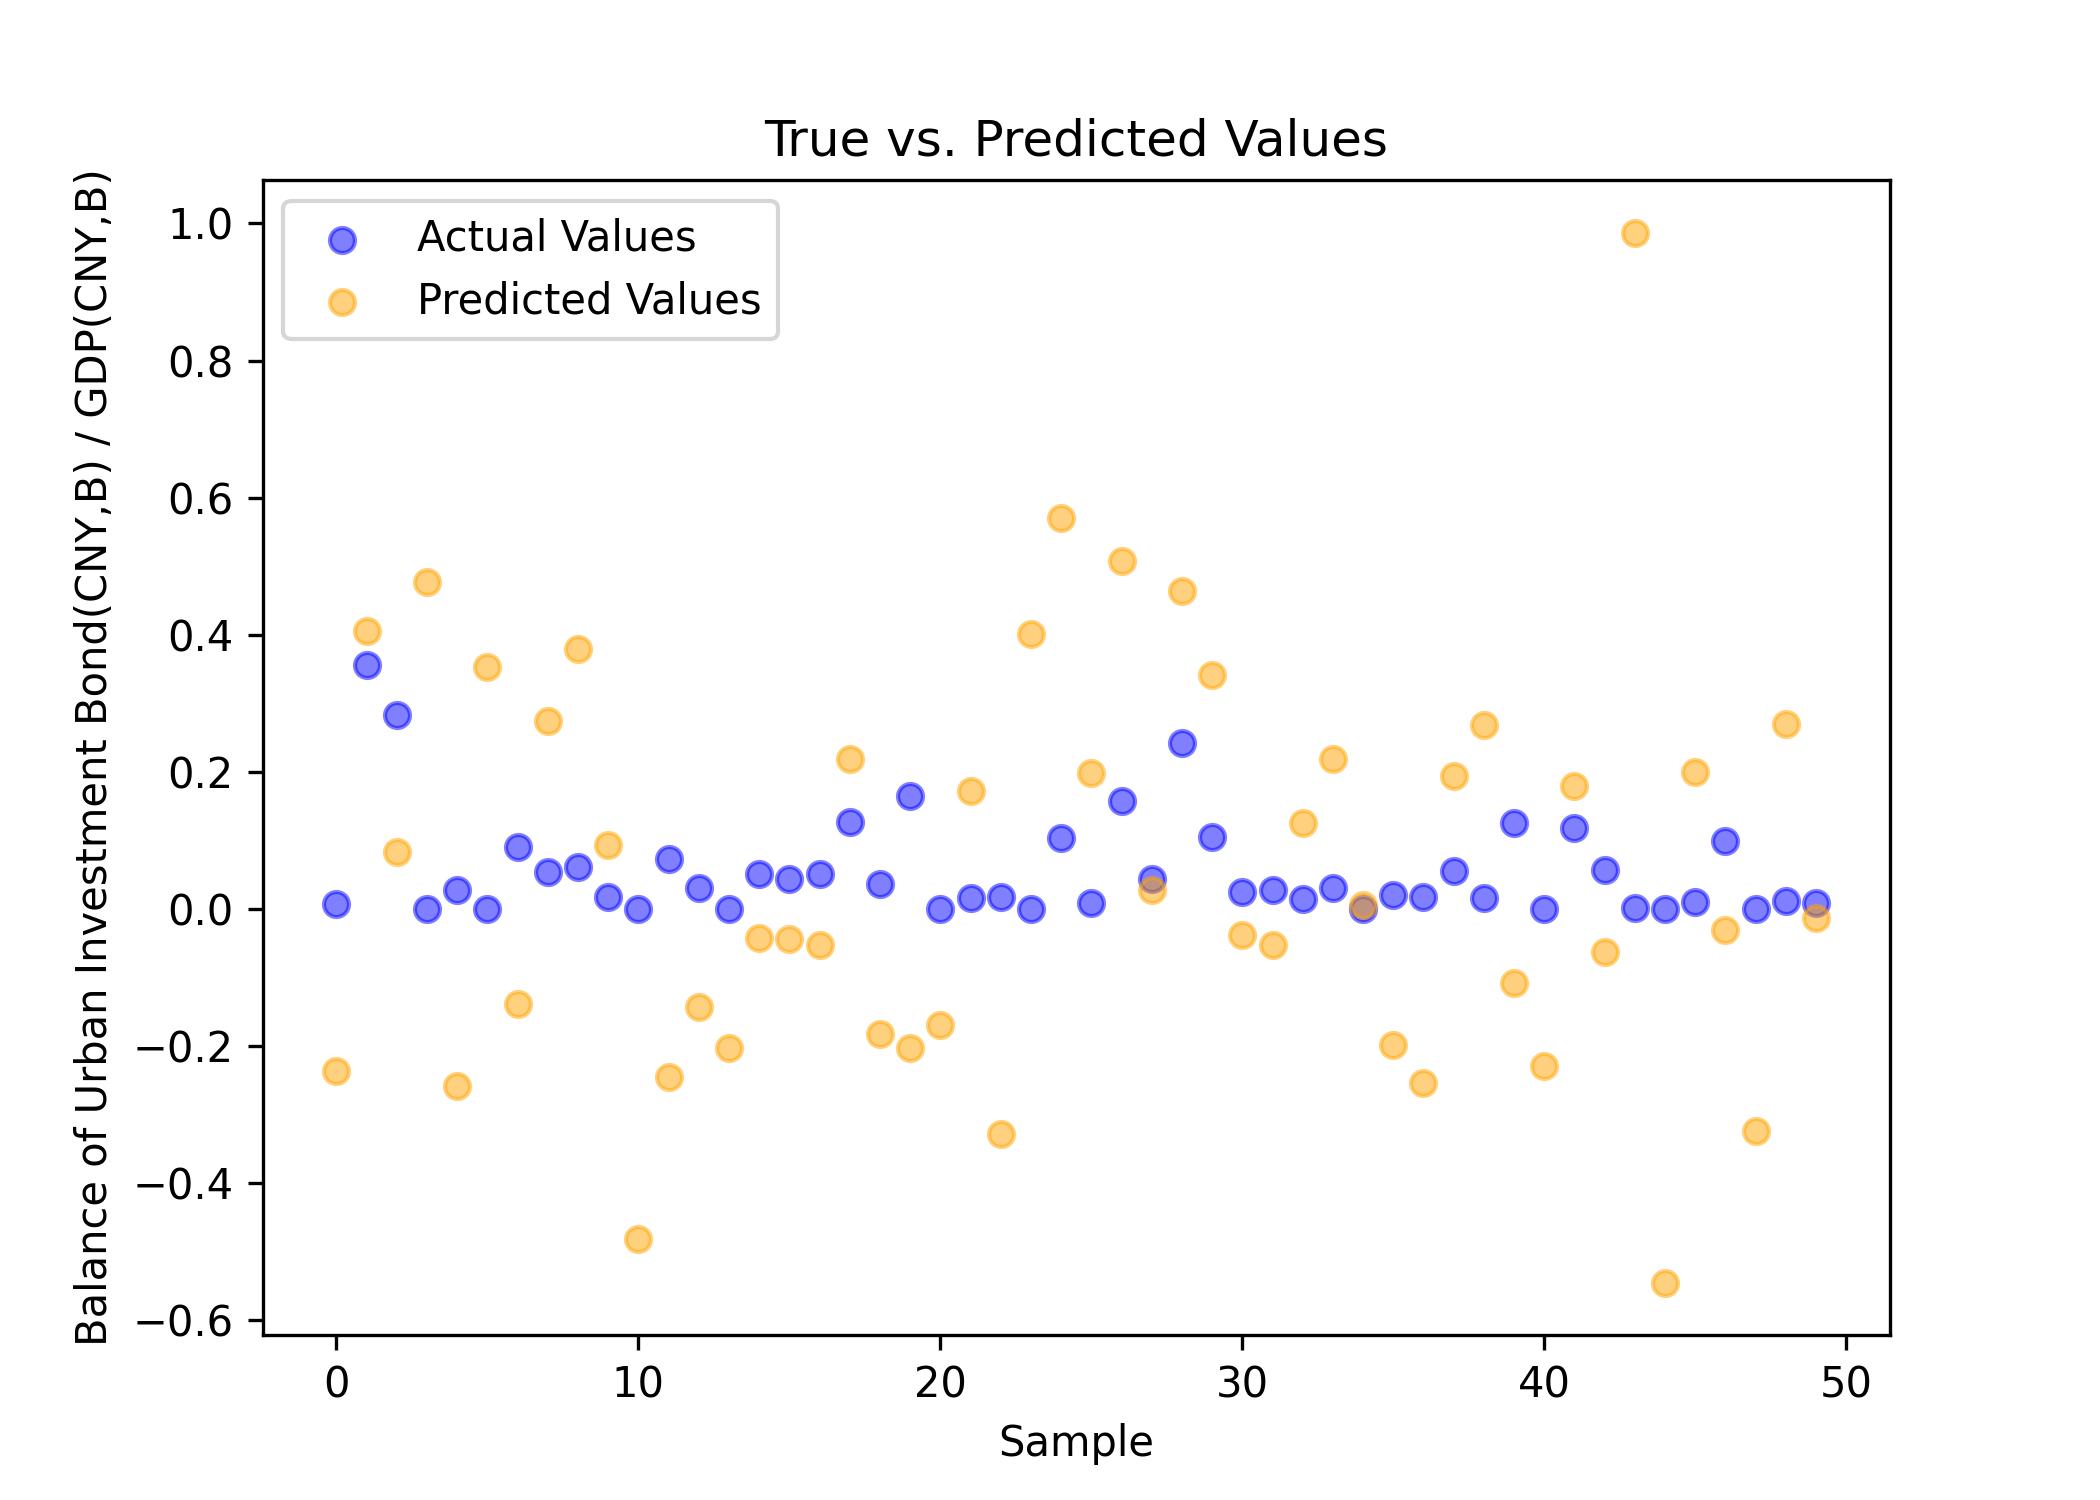 True vs. Predicted Values
Balance of Urban Investment Bond(CNY,B) / GDP(CNY,B)
1.0
0.8
0.6
0.4
0.2
0.0
−0.2
−0.4
−0.6
Actual Values
Predicted Values
0 10 20 30 40 50
Sample